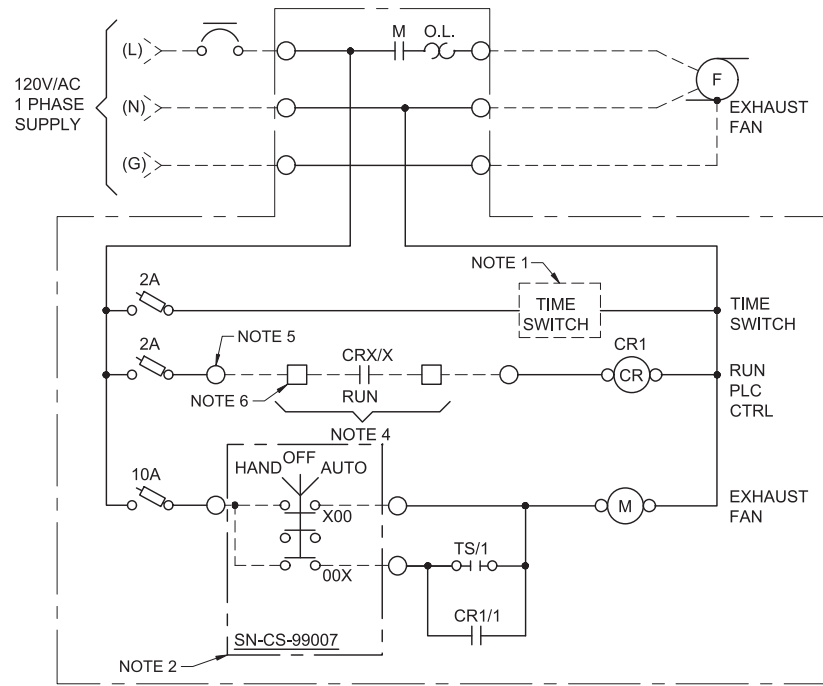 M O.L.
(L)
F
120V/AC
1 PHASE
SUPPLY
(N)
EXHAUST
FAN
(G)
NOTE 1
2A
TIME
SWITCH
TIME
SWITCH
2A
NOTE 5
CRX/X
CR1
CR
RUN
PLC
CTRL
NOTE 6
RUN
NOTE 4
OFF
HAND AUTO
10A
X00
M
EXHAUST
FAN
TS/1
00X
CR1/1
SN-CS-99007
NOTE 2